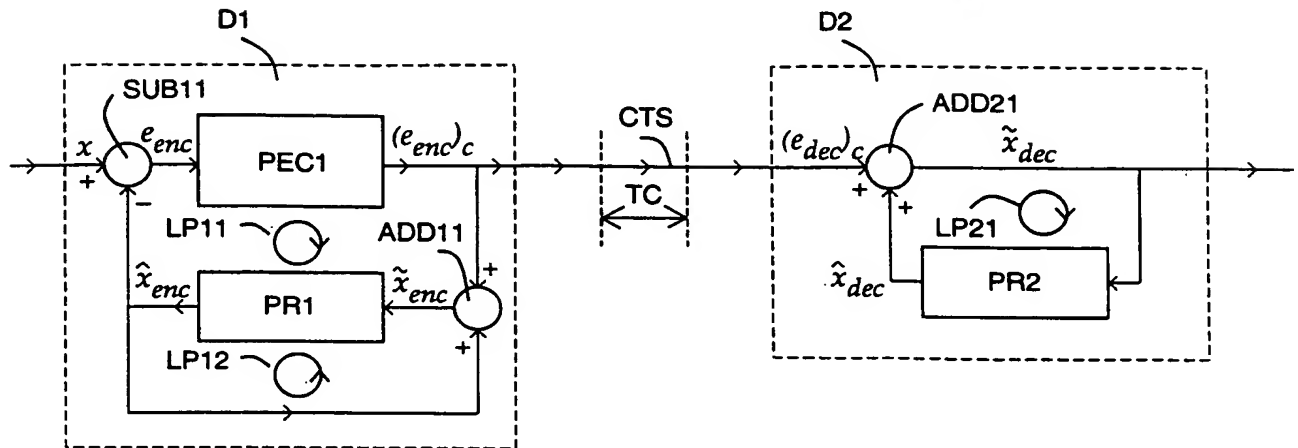 D1
D2
SUB11
ADD21
x
e_enc
PEC1
(e_enc)_c
CTS
(e_dec)_c
x̃_dec
+
−
TC
+
+
LP11
ADD11
LP21
x̂_enc
PR1
x̃_enc
+
x̂_dec
PR2
+
LP12